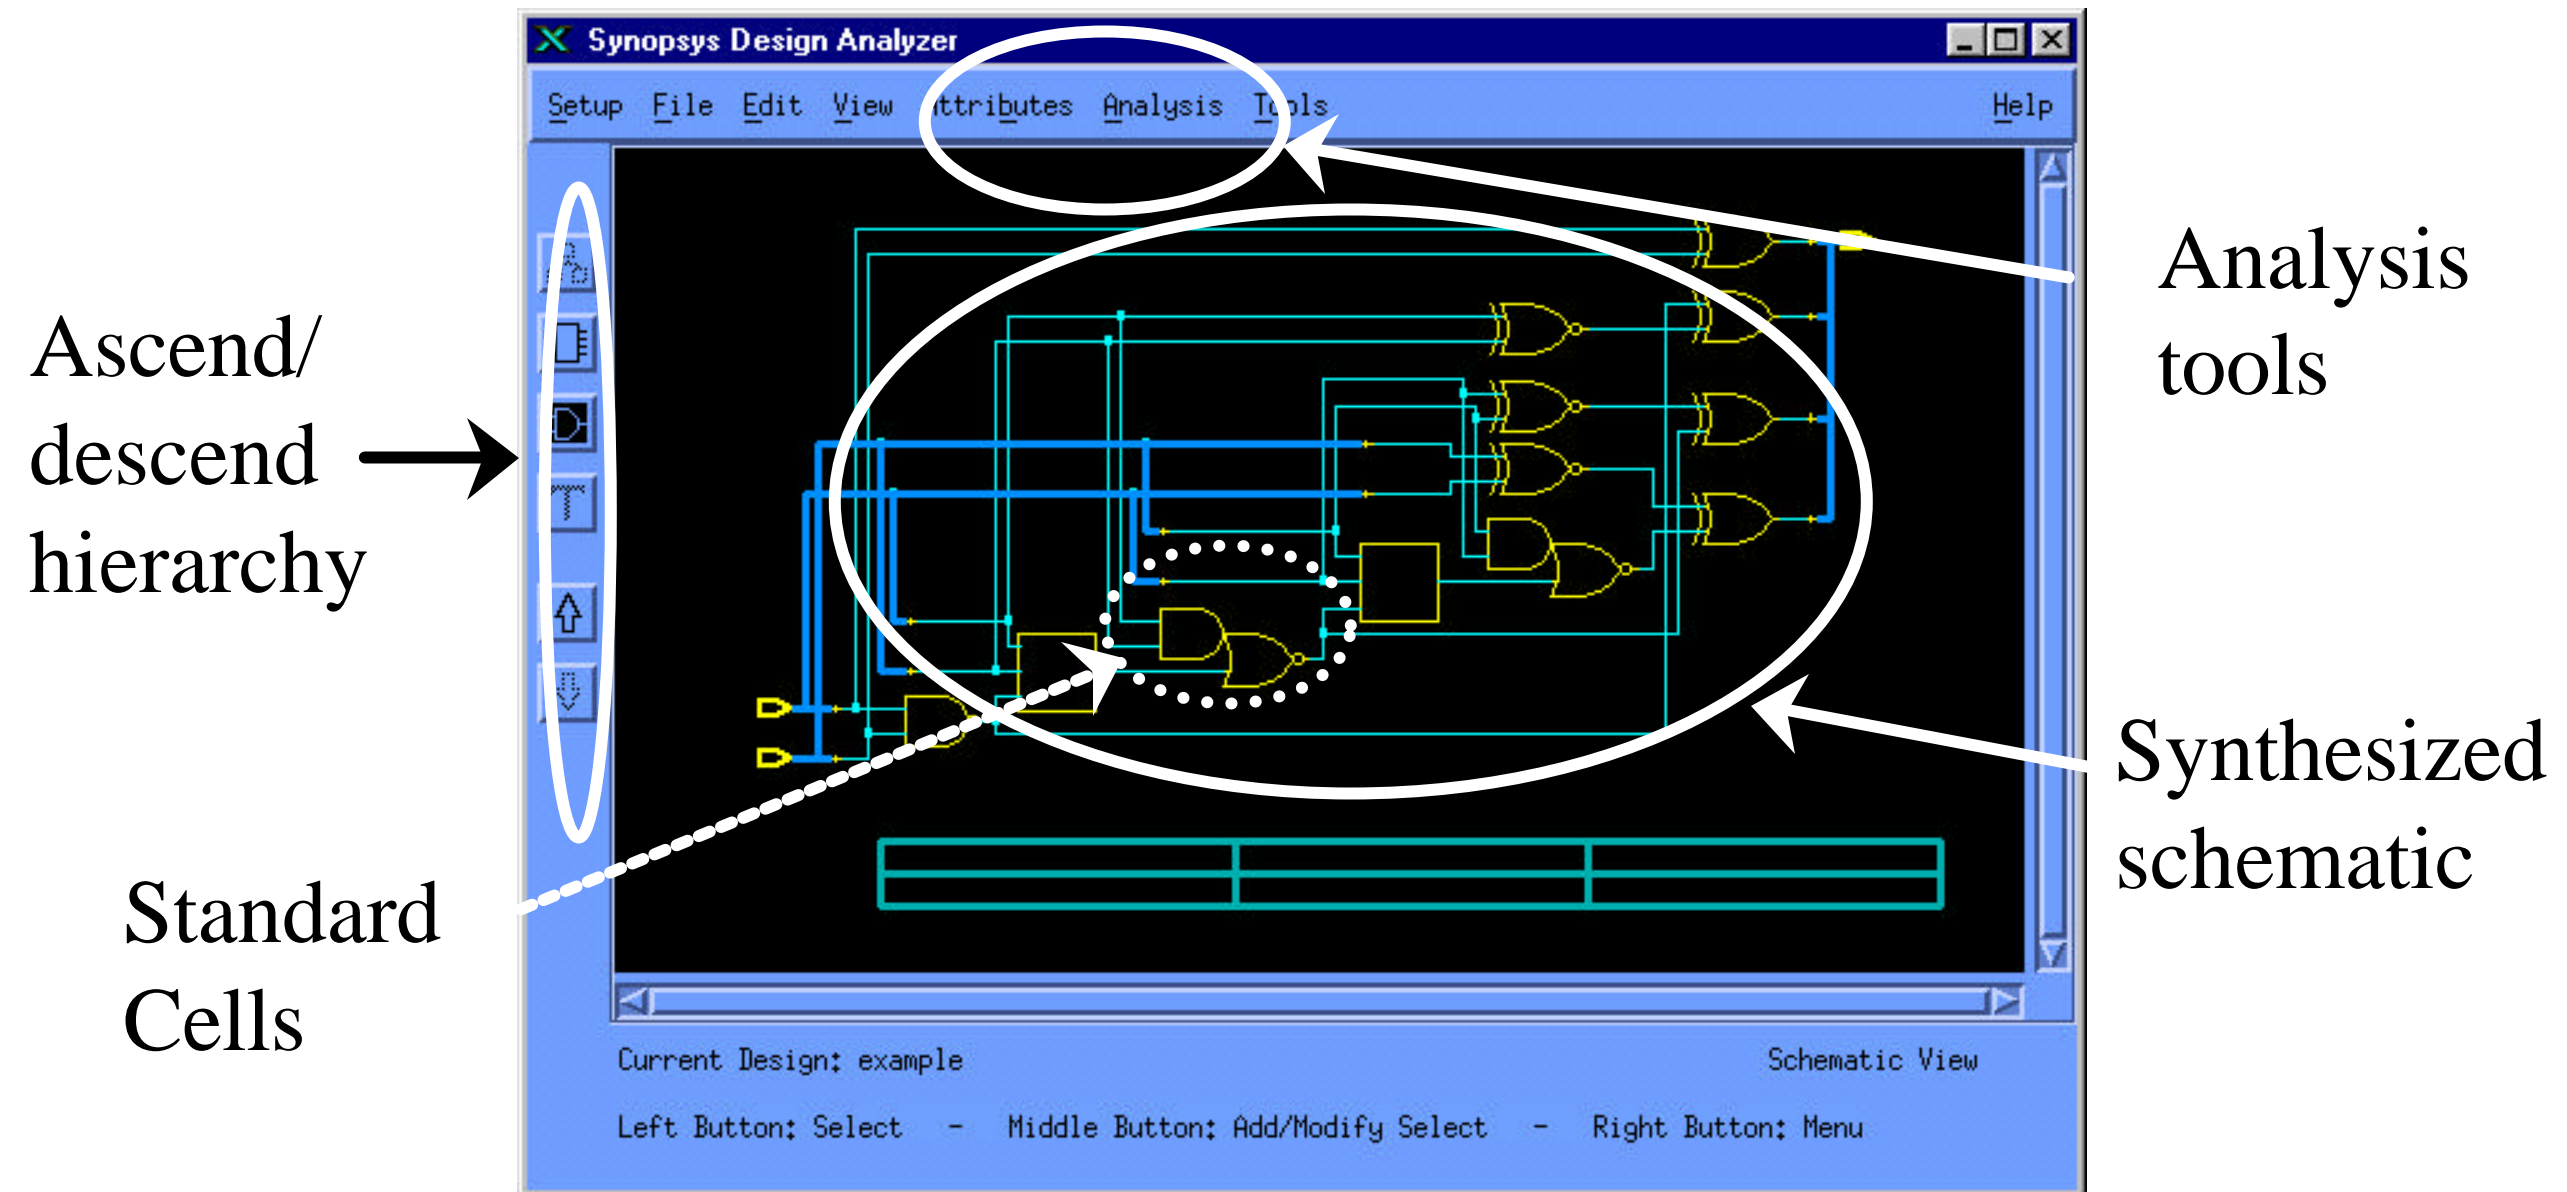 Synopsys Design Analyzer
Setup File Edit View ttributes Analysis Tools Help
Analysis
tools
Ascend/
descend
hierarchy
Synthesized
schematic
Standard
Cells
Current Design: example Schematic View
Left Button: Select - Middle Button: Add/Modify Select - Right Button: Menu